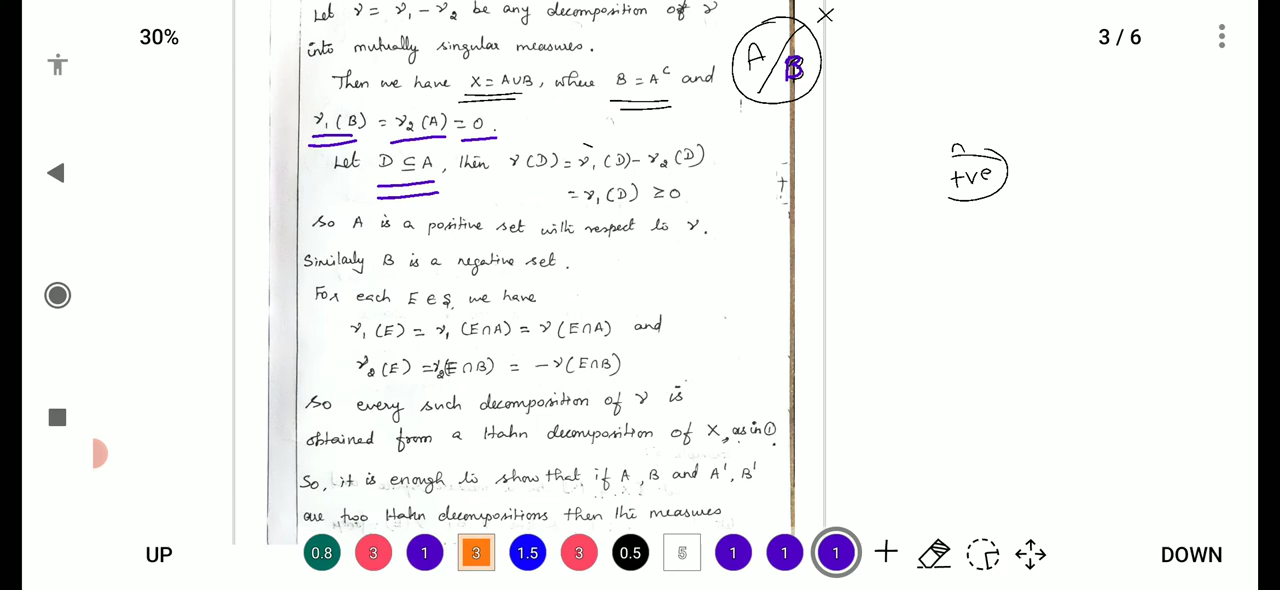 Let ν = ν₁ - ν₂ be any decomposition of ν
into mutually singular measures.
Then we have X = A∪B, where B = Aᶜ and
ν₁(B) = ν₂(A) = 0.
Let D ⊆ A, then ν(D) = ν₁(D) - ν₂(D)
= ν₁(D) ≥ 0
So A is a positive set with respect to ν.
Similarly B is a negative set.
For each E ∈ S, we have
ν₁(E) = ν₁(E∩A) = ν(E∩A) and
ν₂(E) = ν₂(E∩B) = -ν(E∩B)
So every such decomposition of ν is
obtained from a Hahn decomposition of X, as in ①.
So, it is enough to show that if A, B and A', B'
are two Hahn decompositions then the measures
A / B
X
+ve
30%
3 / 6
UP
0.8 3 1 3 1.5 3 0.5 5 1 1 1
DOWN